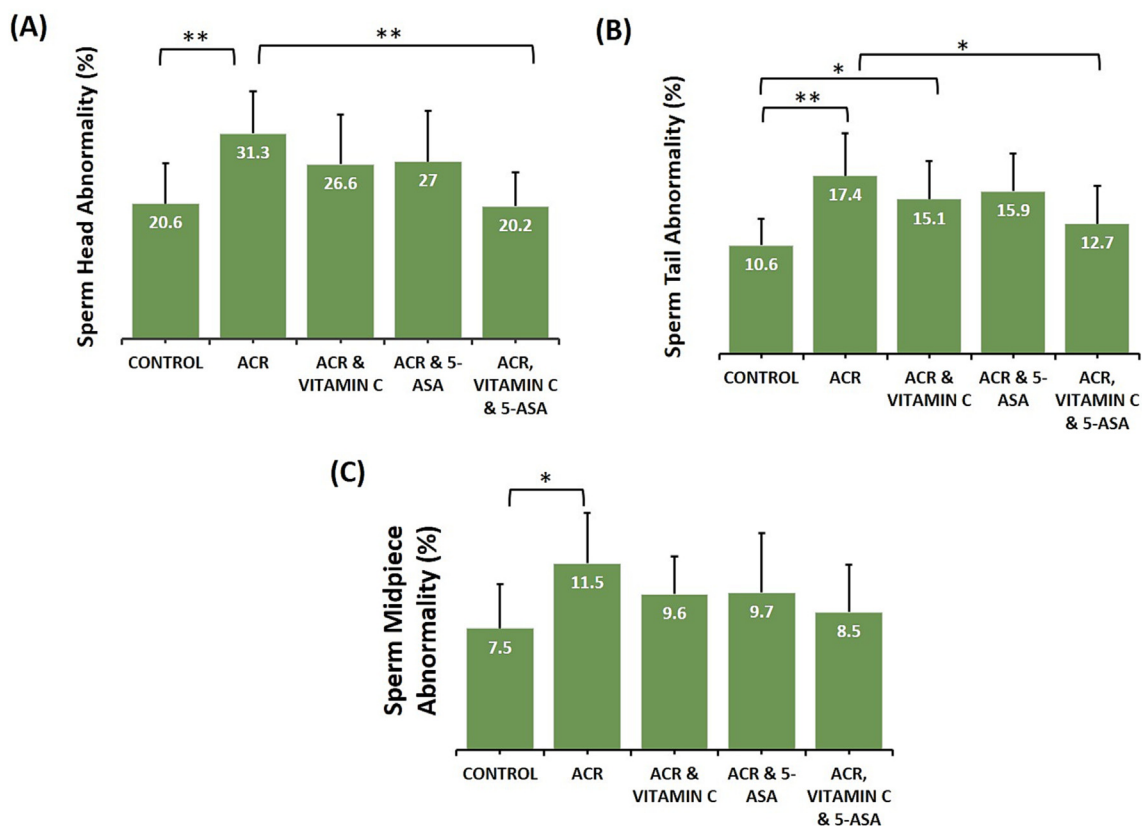 (A)
Sperm Head Abnormality (%)
**
**
20.6
31.3
26.6
27
20.2
CONTROL
ACR
ACR &
VITAMIN C
ACR & 5-
ASA
ACR,
VITAMIN C
& 5-ASA
(B)
Sperm Tail Abnormality (%)
*
*
**
10.6
17.4
15.1
15.9
12.7
CONTROL
ACR
ACR &
VITAMIN C
ACR & 5-
ASA
ACR,
VITAMIN C
& 5-ASA
(C)
Sperm Midpiece
Abnormality (%)
*
7.5
11.5
9.6
9.7
8.5
CONTROL
ACR
ACR &
VITAMIN C
ACR & 5-
ASA
ACR,
VITAMIN C
& 5-ASA